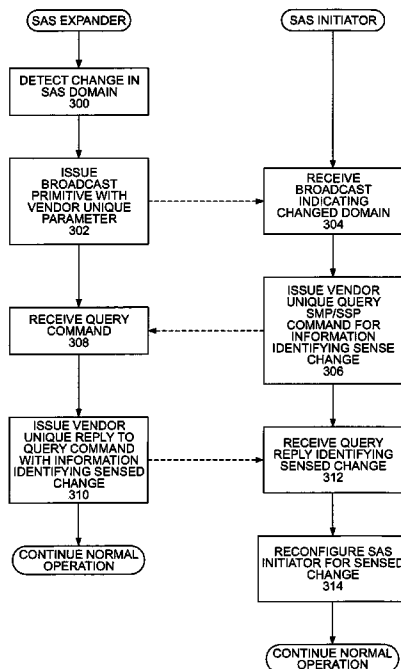 SAS EXPANDER
DETECT CHANGE IN
SAS DOMAIN
300
ISSUE
BROADCAST
PRIMITIVE WITH
VENDOR UNIQUE
PARAMETER
302
RECEIVE QUERY
COMMAND
308
ISSUE VENDOR
UNIQUE REPLY TO
QUERY COMMAND
WITH INFORMATION
IDENTIFYING SENSED
CHANGE
310
CONTINUE NORMAL
OPERATION
SAS INITIATOR
RECEIVE
BROADCAST
INDICATING
CHANGED DOMAIN
304
ISSUE VENDOR
UNIQUE QUERY
SMP/SSP
COMMAND FOR
INFORMATION
IDENTIFYING SENSE
CHANGE
306
RECEIVE QUERY
REPLY IDENTIFYING
SENSED CHANGE
312
RECONFIGURE SAS
INITIATOR FOR SENSED
CHANGE
314
CONTINUE NORMAL
OPERATION